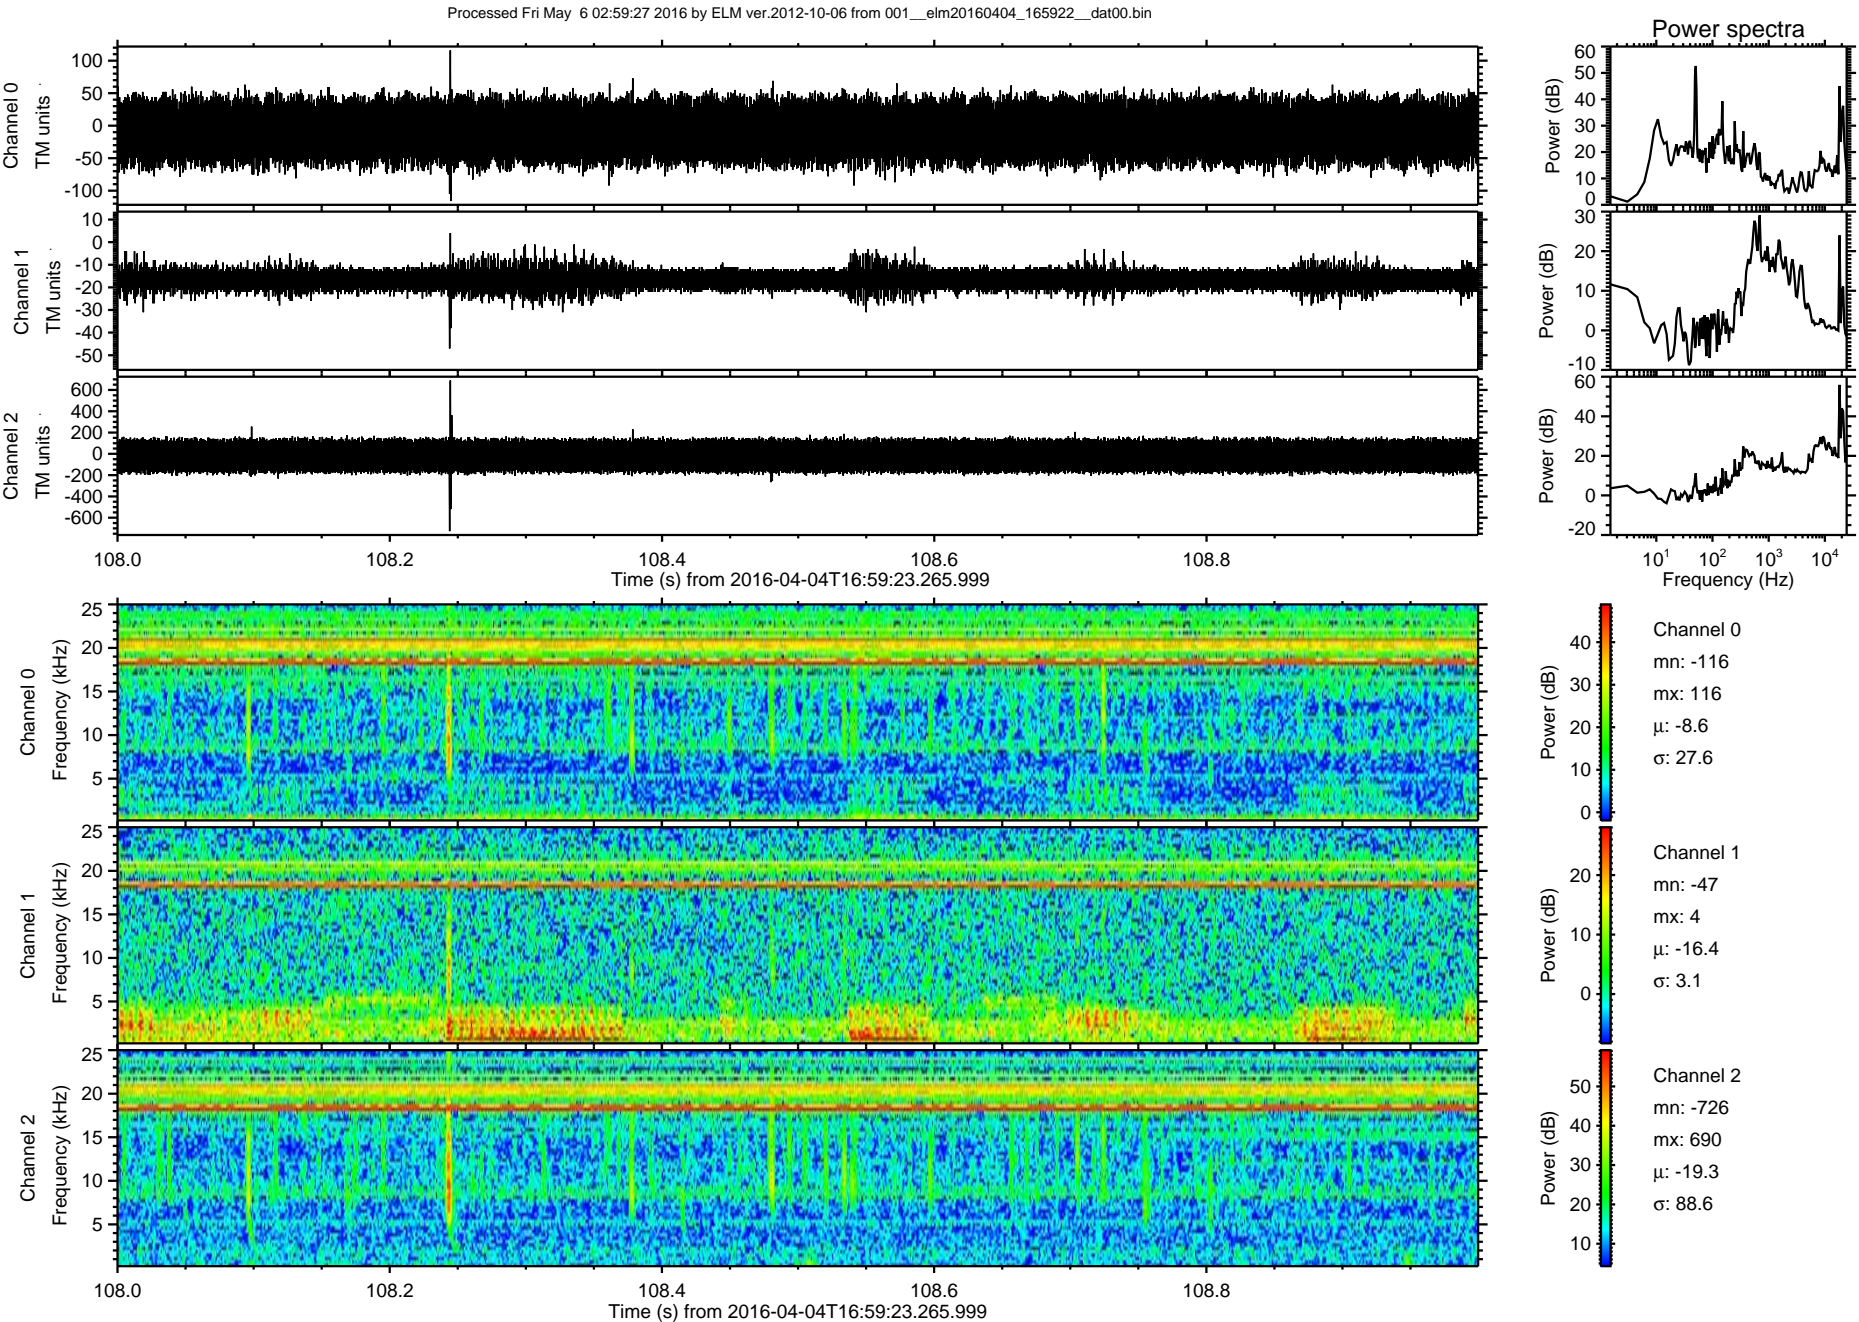 Processed Fri May  6 02:59:27 2016 by ELM ver.2012-10-06 from 001__elm20160404_165922__dat00.bin
Power spectra
Channel 0
TM units
100
50
0
-50
-100
Power (dB)
60
50
40
30
20
10
0
Channel 1
TM units
10
0
-10
-20
-30
-40
-50
Power (dB)
30
20
10
0
-10
Channel 2
TM units
600
400
200
0
-200
-400
-600
Power (dB)
60
40
20
0
-20
108.0
108.2
108.4
108.6
108.8
Time (s) from 2016-04-04T16:59:23.265.999
10^1
10^2
10^3
10^4
Frequency (Hz)
Channel 0
Frequency (kHz)
25
20
15
10
5
Power (dB)
40
30
20
10
0
Channel 0
mn: -116
mx: 116
μ: -8.6
σ: 27.6
Channel 1
Frequency (kHz)
25
20
15
10
5
Power (dB)
20
10
0
Channel 1
mn: -47
mx: 4
μ: -16.4
σ: 3.1
Channel 2
Frequency (kHz)
25
20
15
10
5
Power (dB)
50
40
30
20
10
Channel 2
mn: -726
mx: 690
μ: -19.3
σ: 88.6
108.0
108.2
108.4
108.6
108.8
Time (s) from 2016-04-04T16:59:23.265.999